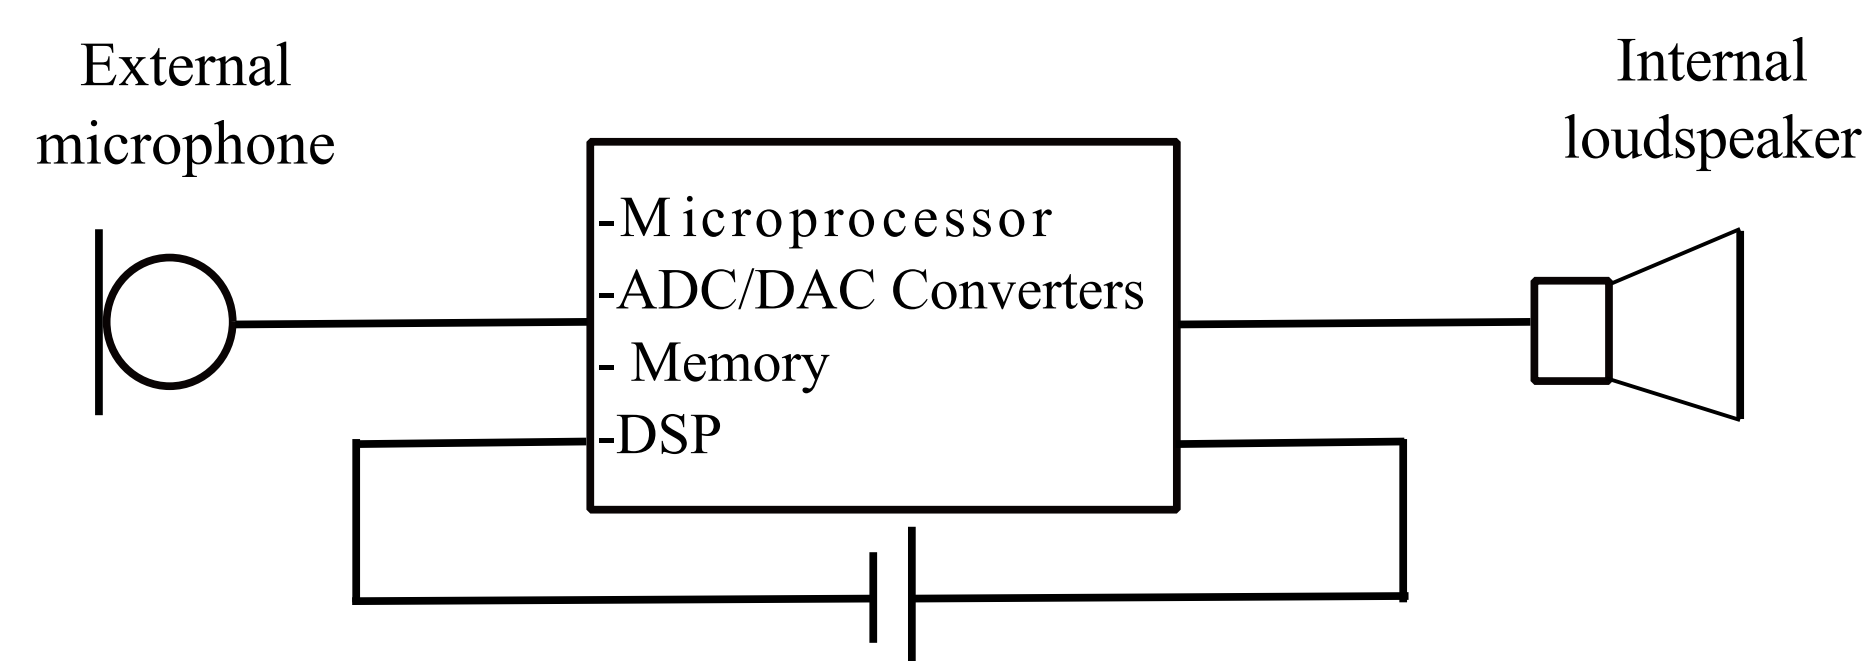 External
microphone
-Microprocessor
-ADC/DAC Converters
- Memory
-DSP
Internal
loudspeaker